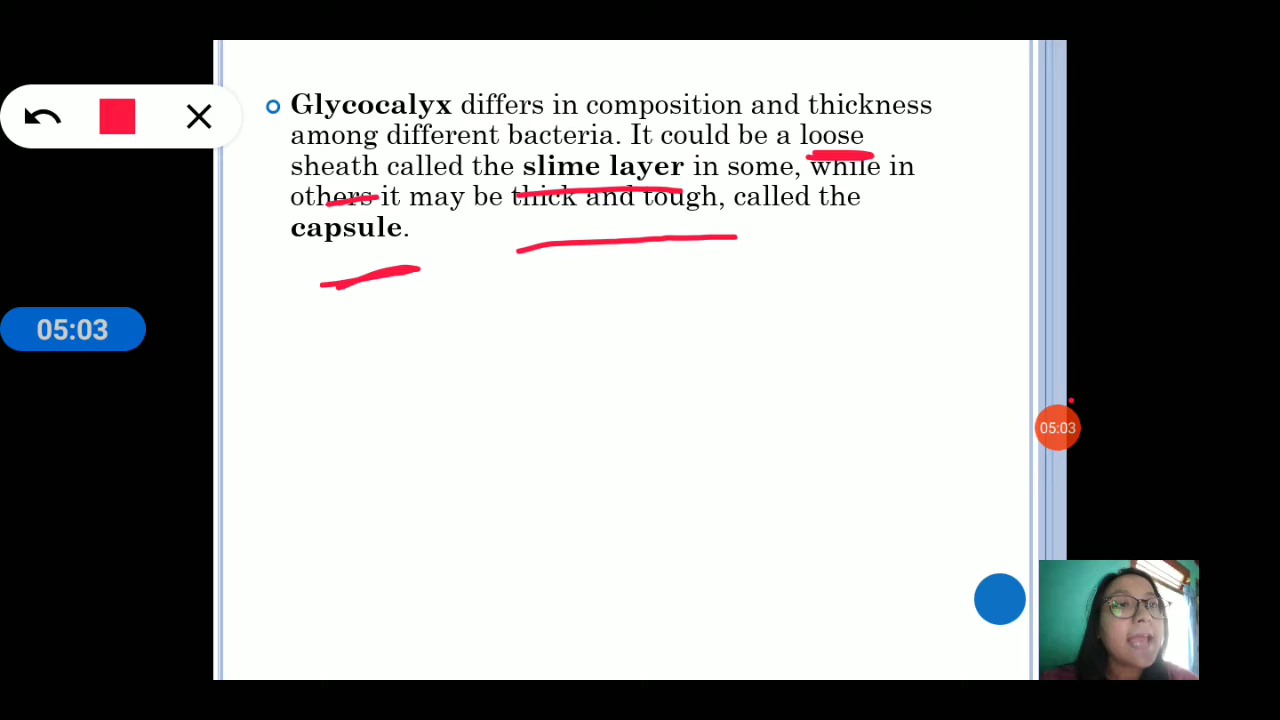 Glycocalyx differs in composition and thickness
among different bacteria. It could be a loose
sheath called the slime layer in some, while in
others it may be thick and tough, called the
capsule.
05:03
05:03